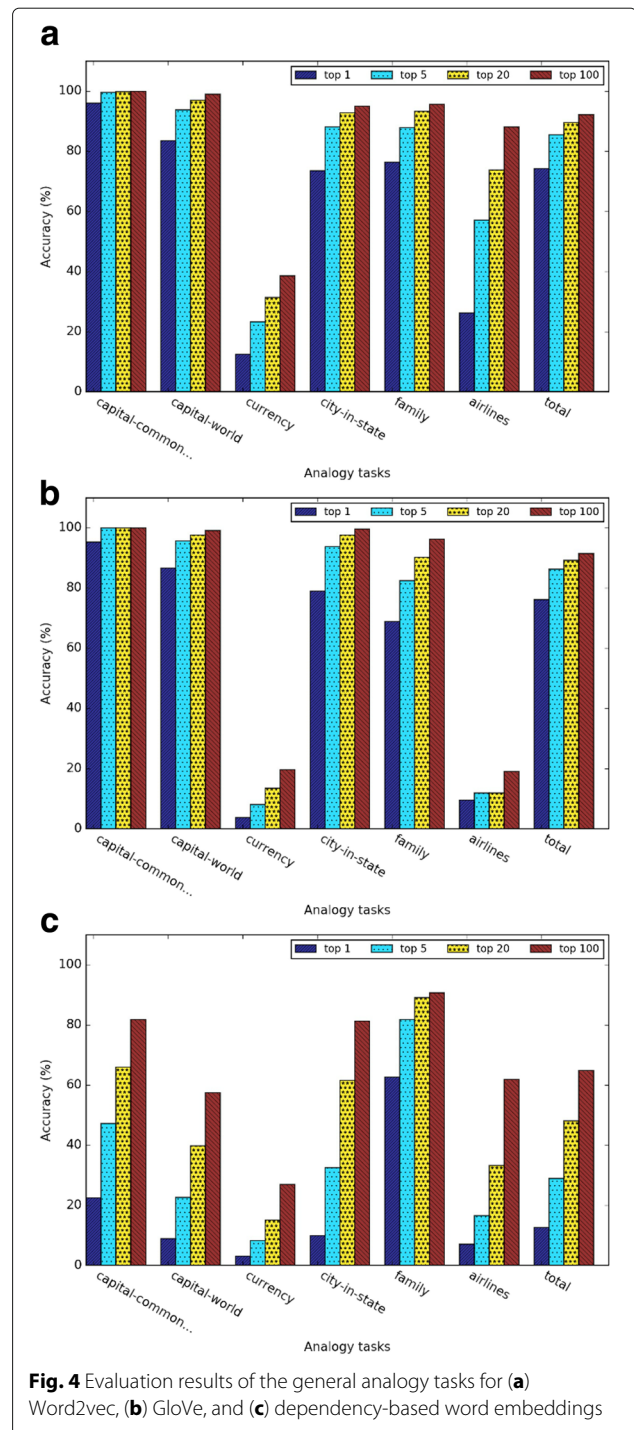 a
top 1 top 5 top 20 top 100
100
80
60
40
20
0
Accuracy (%)
capital-common...
capital-world
currency
city-in-state
family
airlines
total
Analogy tasks
b
top 1 top 5 top 20 top 100
100
80
60
40
20
0
Accuracy (%)
capital-common...
capital-world
currency
city-in-state
family
airlines
total
Analogy tasks
c
top 1 top 5 top 20 top 100
100
80
60
40
20
0
Accuracy (%)
capital-common...
capital-world
currency
city-in-state
family
airlines
total
Analogy tasks
Fig. 4 Evaluation results of the general analogy tasks for (a)
Word2vec, (b) GloVe, and (c) dependency-based word embeddings